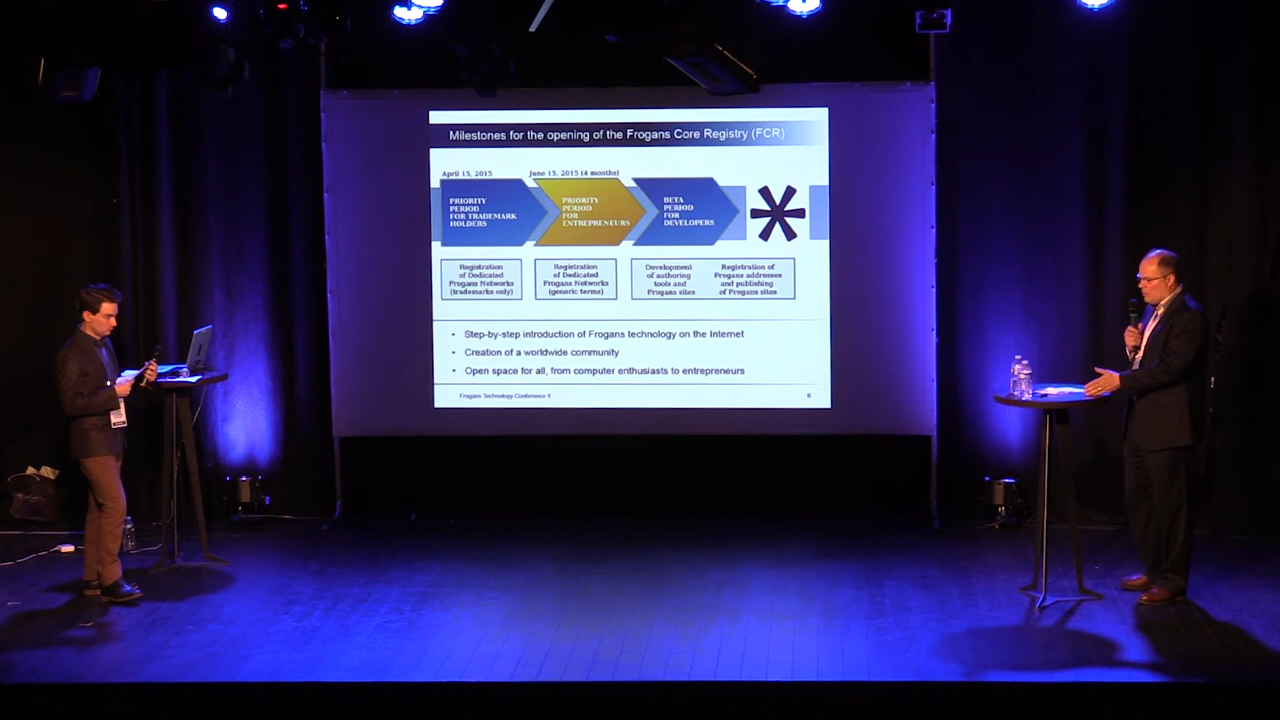 Milestones for the opening of the Frogans Core Registry (FCR)
April 15, 2015
June 15, 2015 (4 months)
PRIORITY
PERIOD
FOR TRADEMARK
HOLDERS
PRIORITY
PERIOD
FOR
ENTREPRENEURS
BETA
PERIOD
FOR
DEVELOPERS
Registration
of Dedicated
Frogans Networks
(trademarks only)
Registration
of Dedicated
Frogans Networks
(generic terms)
Development
of authoring
tools and
Frogans sites
Registration of
Frogans addresses
and publishing
of Frogans sites
• Step-by-step introduction of Frogans technology on the Internet
• Creation of a worldwide community
• Open space for all, from computer enthusiasts to entrepreneurs
Frogans Technology Conference 4
6